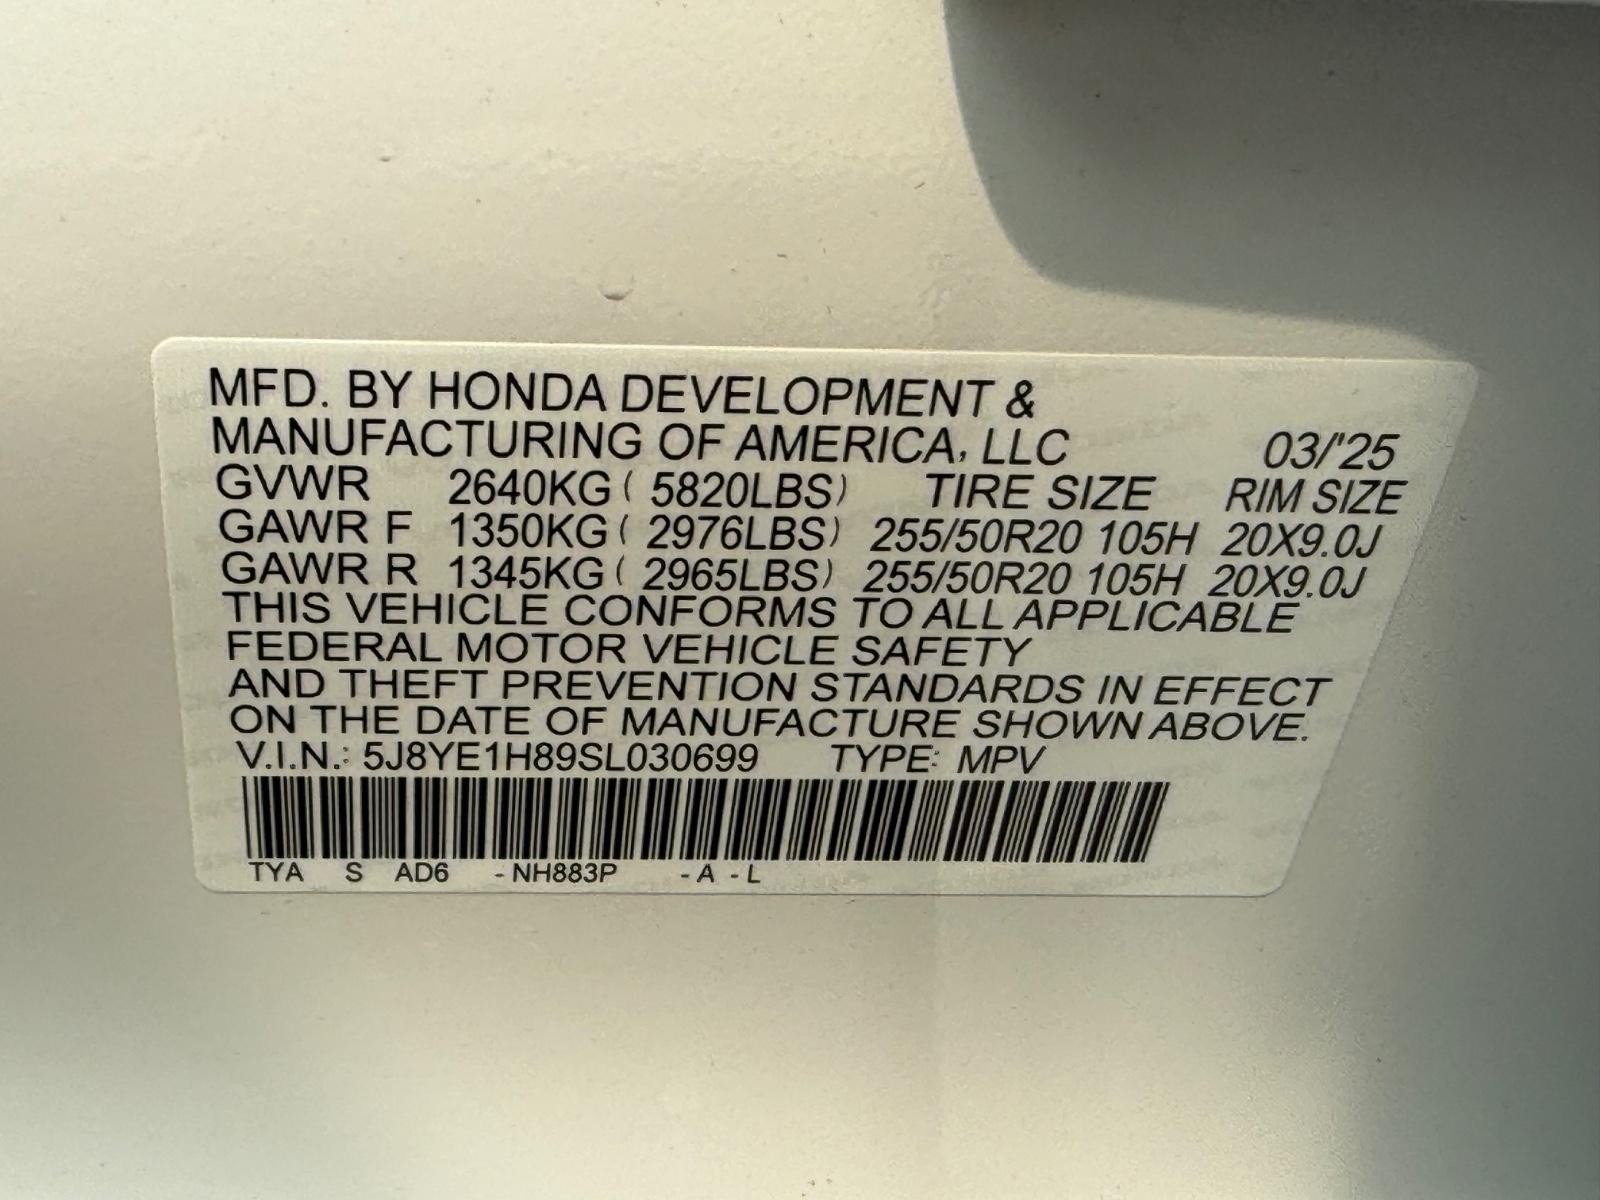 MFD. BY HONDA DEVELOPMENT &
MANUFACTURING OF AMERICA, LLC 03/'25
GVWR 2640KG ( 5820LBS) TIRE SIZE RIM SIZE
GAWR F 1350KG ( 2976LBS) 255/50R20 105H 20X9.0J
GAWR R 1345KG ( 2965LBS) 255/50R20 105H 20X9.0J
THIS VEHICLE CONFORMS TO ALL APPLICABLE
FEDERAL MOTOR VEHICLE SAFETY
AND THEFT PREVENTION STANDARDS IN EFFECT
ON THE DATE OF MANUFACTURE SHOWN ABOVE.
V.I.N.: 5J8YE1H89SL030699 TYPE: MPV
TYA S AD6 - NH883P - A - L